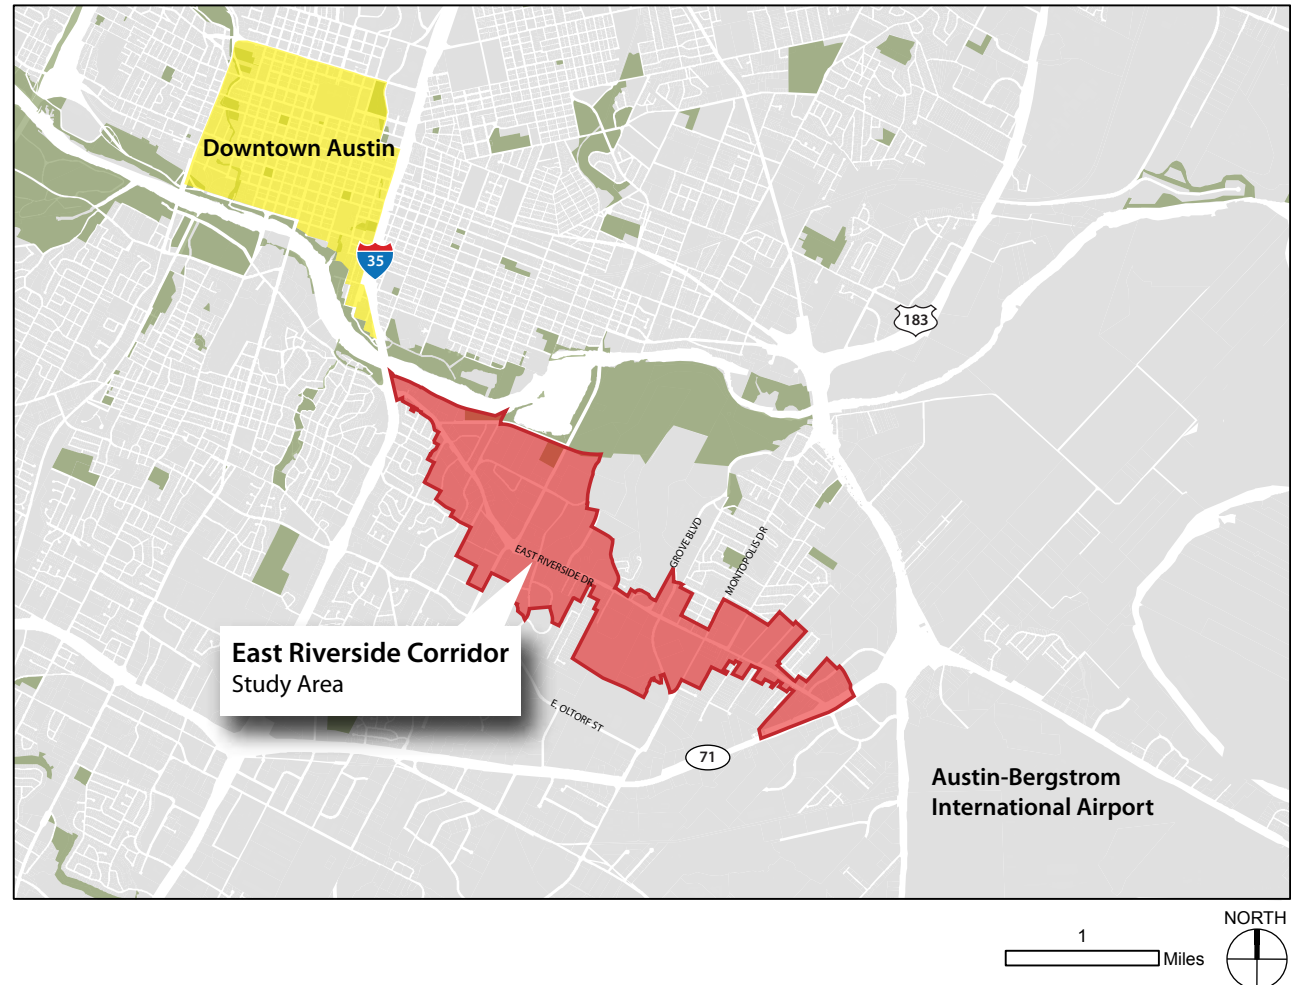 Downtown Austin
35
183
GROVE BLVD
MONTOPOLIS DR
EAST RIVERSIDE DR
East Riverside Corridor
Study Area
E. OLTORF ST
71
Austin-Bergstrom
International Airport
NORTH
1
Miles